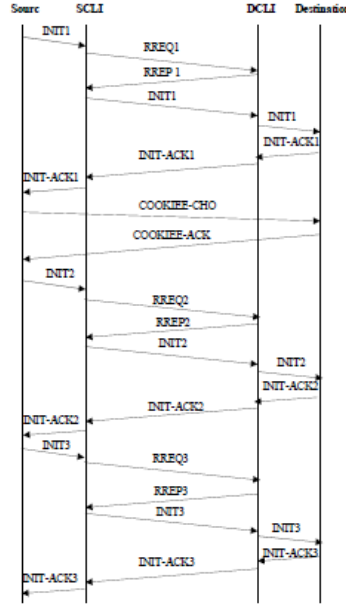 Sourc SCLI DCLI Destination
INIT1
RREQ1
RREP 1
INIT1
INIT1
INIT-ACK1
INIT-ACK1
INIT-ACK1
COOKIEE-CHO
COOKIEE-ACK
INIT2
RREQ2
RREP2
INIT2
INIT2
INIT-ACK2
INIT-ACK2
INIT-ACK2
INIT3
RREQ3
RREP3
INIT3
INIT3
INIT-ACK3
INIT-ACK3
INIT-ACK3